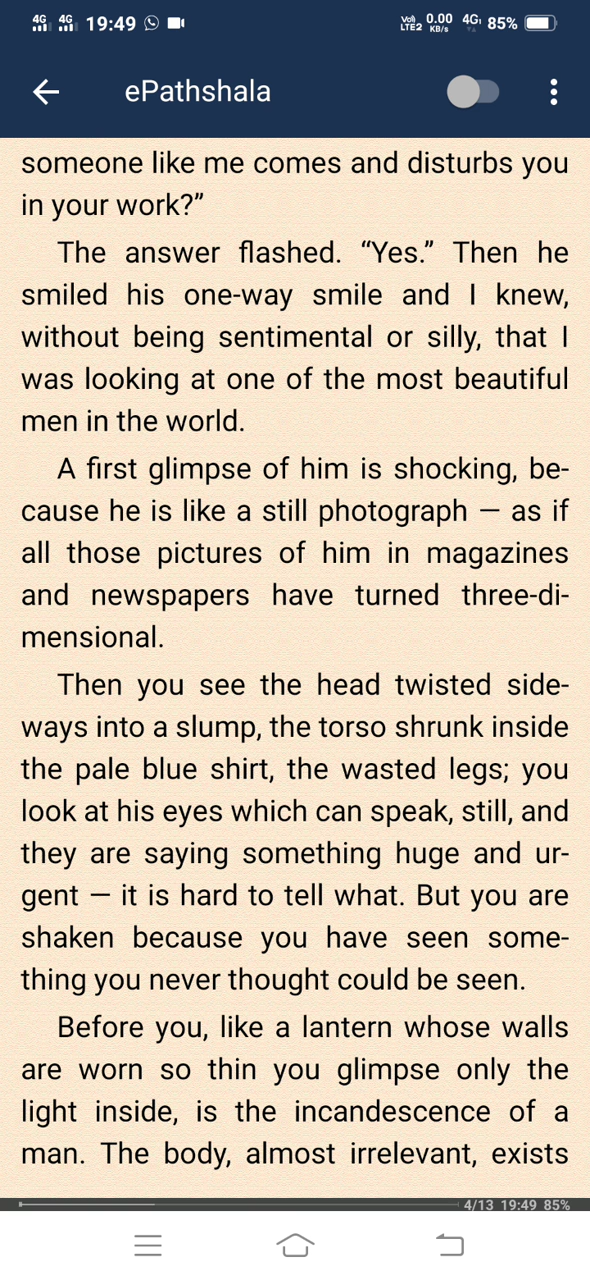 4G 4G 19:49 Vo) LTE2 0.00 KB/s 4G 85%
ePathshala
someone like me comes and disturbs you
in your work?”
The answer flashed. “Yes.” Then he
smiled his one-way smile and I knew,
without being sentimental or silly, that I
was looking at one of the most beautiful
men in the world.
A first glimpse of him is shocking, be-
cause he is like a still photograph — as if
all those pictures of him in magazines
and newspapers have turned three-di-
mensional.
Then you see the head twisted side-
ways into a slump, the torso shrunk inside
the pale blue shirt, the wasted legs; you
look at his eyes which can speak, still, and
they are saying something huge and ur-
gent — it is hard to tell what. But you are
shaken because you have seen some-
thing you never thought could be seen.
Before you, like a lantern whose walls
are worn so thin you glimpse only the
light inside, is the incandescence of a
man. The body, almost irrelevant, exists
4/13 19:49 85%